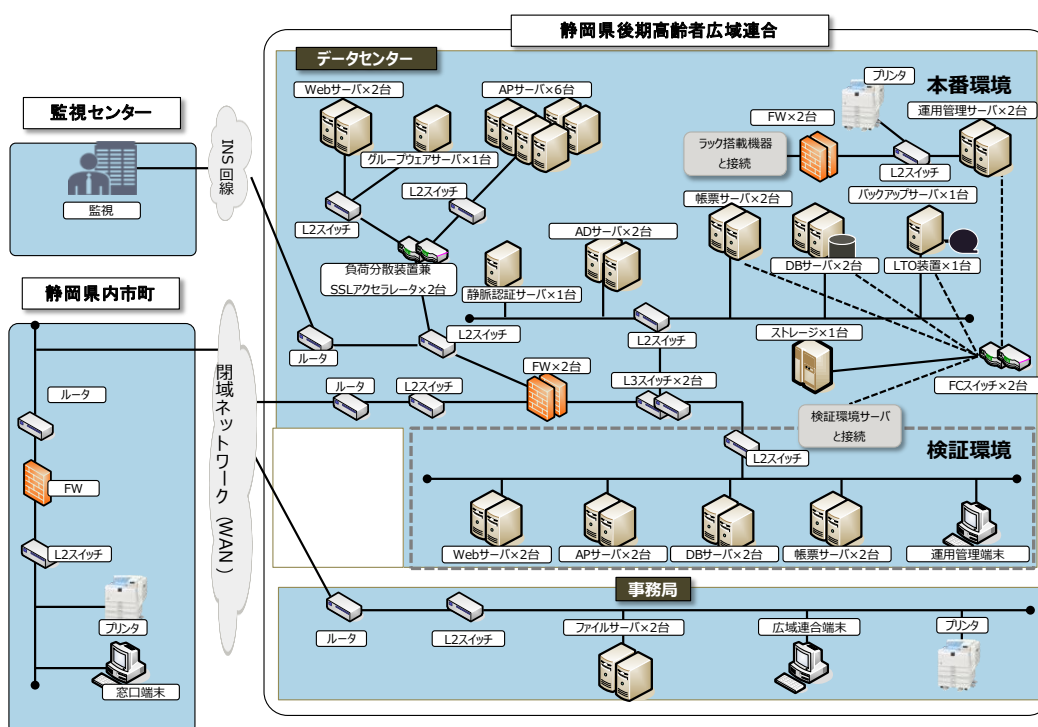 静岡県後期高齢者広域連合
データセンター
本番環境
Webサーバ×2台
APサーバ×6台
プリンタ
運用管理サーバ×2台
FW×2台
ラック搭載機器
と接続
L2スイッチ
グループウェアサーバ×1台
L2スイッチ
L2スイッチ
帳票サーバ×2台
バックアップサーバ×1台
ADサーバ×2台
DBサーバ×2台
LTO装置×1台
負荷分散装置兼
SSLアクセラレータ×2台
静脈認証サーバ×1台
L2スイッチ
L2スイッチ
ストレージ×1台
ルータ
FW×2台
L3スイッチ×2台
FCスイッチ×2台
ルータ
L2スイッチ
検証環境サーバ
と接続
L2スイッチ
検証環境
Webサーバ×2台
APサーバ×2台
DBサーバ×2台
帳票サーバ×2台
運用管理端末
事務局
ルータ
L2スイッチ
ファイルサーバ×2台
広域連合端末
プリンタ
監視センター
監視
INS回線
静岡県内市町
閉域ネットワーク(WAN)
ルータ
FW
L2スイッチ
プリンタ
窓口端末